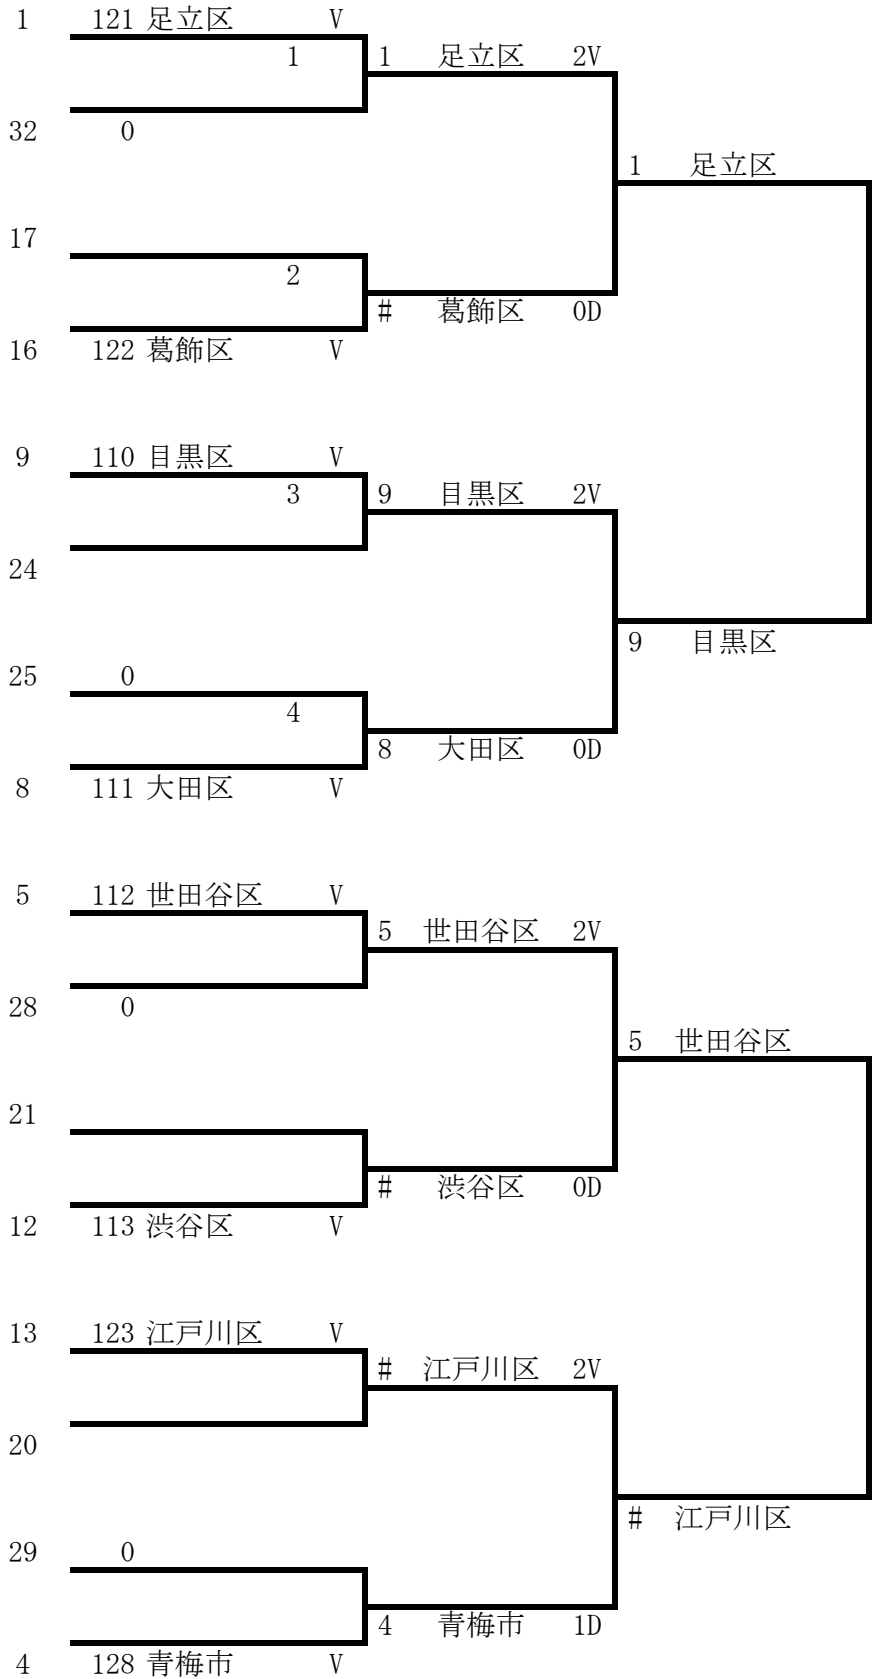 1 121 足立区 V
1 1 足立区 2V
32 0
1 足立区
17
2
# 葛飾区 0D
16 122 葛飾区 V
9 110 目黒区 V
3 9 目黒区 2V
24
9 目黒区
25 0
4
8 大田区 0D
8 111 大田区 V
5 112 世田谷区 V
5 世田谷区 2V
28 0
5 世田谷区
21
# 渋谷区 0D
12 113 渋谷区 V
13 123 江戸川区 V
# 江戸川区 2V
20
# 江戸川区
29 0
4 青梅市 1D
4 128 青梅市 V